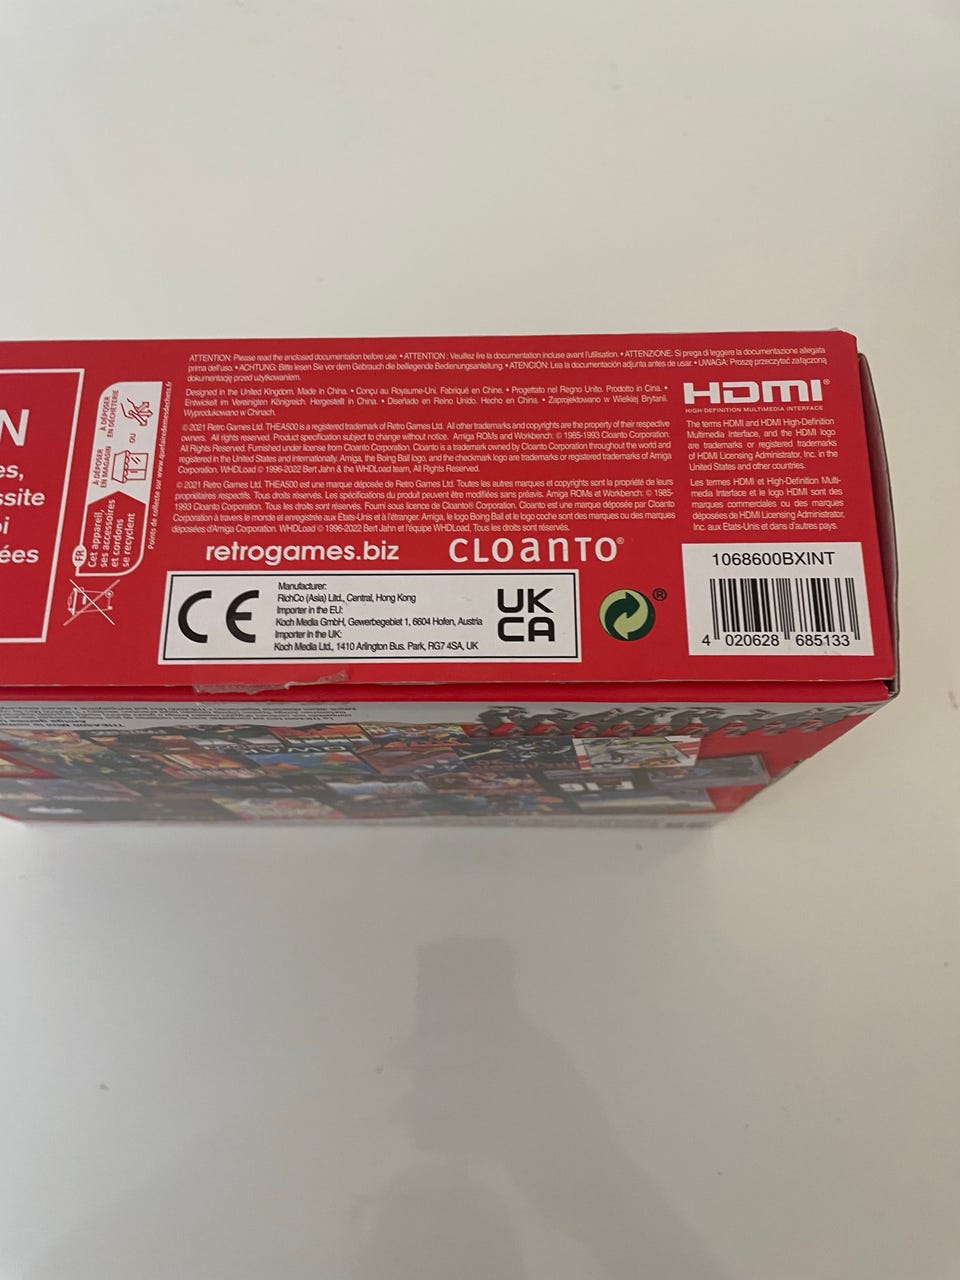 ATTENTION: Please read the enclosed documentation before use. • ATTENTION : Veuillez lire la documentation incluse avant l'utilisation. • ATTENZIONE: Si prega di leggere la documentazione allegata
prima dell'uso. • ACHTUNG: Bitte lesen Sie vor dem Gebrauch die beiliegende Bedienungsanleitung. • ATENCIÓN: Lea la documentación adjunta antes de usar. • UWAGA: Proszę przeczytać załączoną
dokumentację przed użytkowaniem.
Designed in the United Kingdom. Made in China. • Conçu au Royaume-Uni. Fabriqué en Chine. • Progettato nel Regno Unito. Prodotto in Cina. •
Entwickelt im Vereinigten Königreich. Hergestellt in China. • Diseñado en Reino Unido. Hecho en China. • Zaprojektowano w Wielkiej Brytanii.
Wyprodukowano w Chinach.
© 2021 Retro Games Ltd. THEA500 is a registered trademark of Retro Games Ltd. All other trademarks and copyrights are the property of their respective
owners. All rights reserved. Product specification subject to change without notice. Amiga ROMs and Workbench: © 1985-1993 Cloanto Corporation.
All Rights Reserved. Furnished under license from Cloanto Corporation. Cloanto is a trademark owned by Cloanto Corporation throughout the world and
registered in the United States and internationally. Amiga, the Boing Ball logo, and the checkmark logo are trademarks or registered trademarks of Amiga
Corporation. WHDLoad © 1996-2022 Bert Jahn & the WHDLoad team, All Rights Reserved.
© 2021 Retro Games Ltd. THEA500 est une marque déposée de Retro Games Ltd. Toutes les autres marques et copyrights sont la propriété de leurs
propriétaires respectifs. Tous droits réservés. Les spécifications du produit peuvent être modifiées sans préavis. Amiga ROMs et Workbench: © 1985-
1993 Cloanto Corporation. Tous les droits sont réservés. Fourni sous licence de Cloanto® Corporation. Cloanto est une marque déposée par Cloanto
Corporation à travers le monde et enregistrée aux États-Unis et à l'étranger. Amiga, le logo Boing Ball et le logo coche sont des marques ou des marques
déposées d'Amiga Corporation. WHDLoad © 1996-2022 Bert Jahn et l'équipe WHDLoad, Tous les droits sont réservés.
retrogames.biz
CLOANTO®
HDMI®
HIGH-DEFINITION MULTIMEDIA INTERFACE
The terms HDMI and HDMI High-Definition
Multimedia Interface, and the HDMI logo
are trademarks or registered trademarks
of HDMI Licensing Administrator, Inc. in the
United States and other countries.
Les termes HDMI et High-Definition Multi-
media Interface et le logo HDMI sont des
marques commerciales ou des marques
déposées de HDMI Licensing Administrator,
Inc. aux Etats-Unis et dans d'autres pays.
CE
Manufacturer:
RichCo (Asia) Ltd., Central, Hong Kong
Importer in the EU:
Koch Media GmbH, Gewerbegebiet 1, 6604 Hofen, Austria
Importer in the UK:
Koch Media Ltd., 1410 Arlington Bus. Park, RG7 4SA, UK
UK
CA
®
1068600BXINT
4 020628 685133
FR
Cet appareil,
ses accessoires
et cordons
se recyclent
À DÉPOSER
EN MAGASIN
OU
À DÉPOSER
EN DÉCHÈTERIE
Points de collecte sur www.quefairedemesdechets.fr
N
es,
ssite
oi
ées
F-16